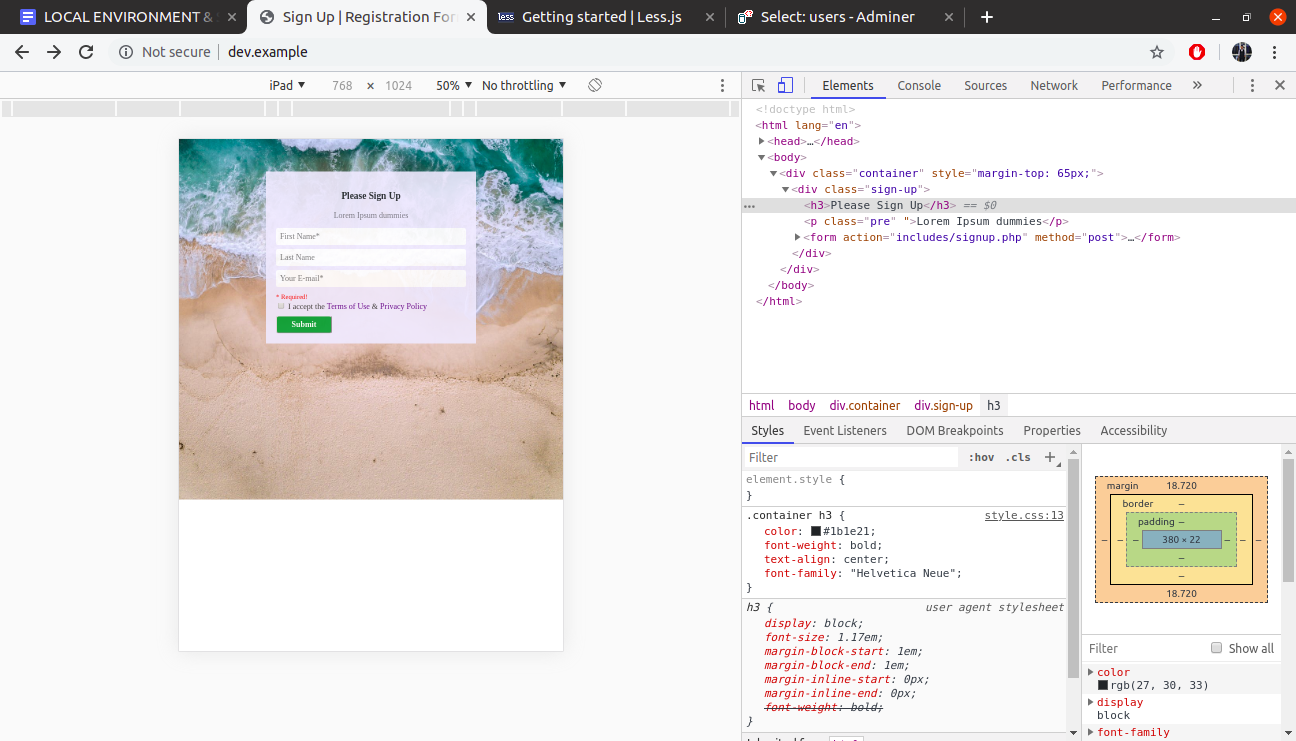 LOCAL ENVIRONMENT &
Sign Up | Registration For
less Getting started | Less.js
Select: users - Adminer
Not secure | dev.example
iPad 768 x 1024 50% No throttling
Please Sign Up
Lorem Ipsum dummies
First Name*
Last Name
Your E-mail*
* Required!
I accept the Terms of Use & Privacy Policy
Submit
Elements Console Sources Network Performance »
<!doctype html>
<html lang="en">
<head>…</head>
<body>
<div class="container" style="margin-top: 65px;">
<div class="sign-up">
<h3>Please Sign Up</h3> == $0
<p class="pre" ">Lorem Ipsum dummies</p>
<form action="includes/signup.php" method="post">…</form>
</div>
</div>
</body>
</html>
html body div.container div.sign-up h3
Styles Event Listeners DOM Breakpoints Properties Accessibility
Filter :hov .cls +
element.style {
}
.container h3 { style.css:13
color: #1b1e21;
font-weight: bold;
text-align: center;
font-family: "Helvetica Neue";
}
h3 { user agent stylesheet
display: block;
font-size: 1.17em;
margin-block-start: 1em;
margin-block-end: 1em;
margin-inline-start: 0px;
margin-inline-end: 0px;
font-weight: bold;
}
margin 18.720
border –
padding –
– – – 380 × 22 – – –
–
–
18.720
Filter Show all
color
rgb(27, 30, 33)
display
block
font-family